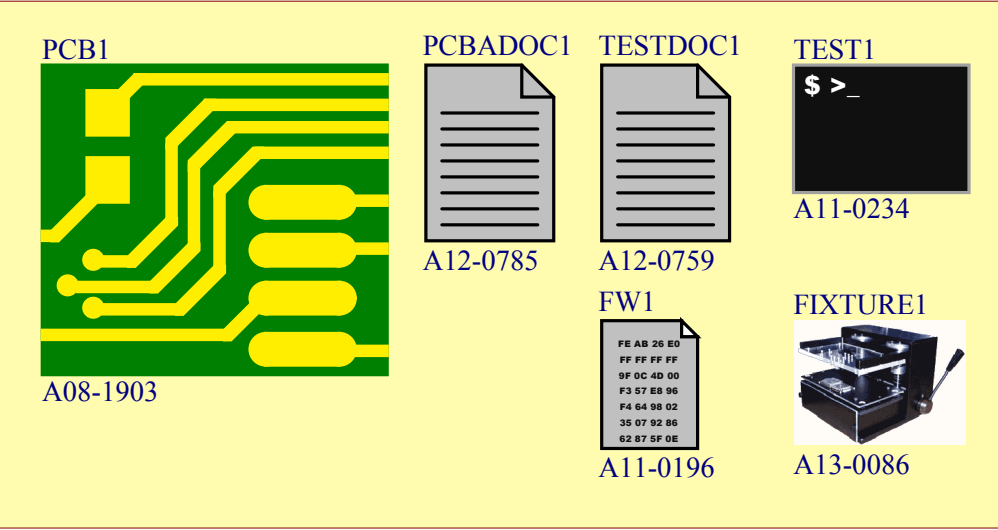 PCB1
A08-1903
PCBADOC1
A12-0785
TESTDOC1
A12-0759
TEST1
$ >_
A11-0234
FW1
FE AB 26 E0
FF FF FF FF
9F 0C 4D 00
F3 57 E8 96
F4 64 98 02
35 07 92 86
62 87 5F 0E
A11-0196
FIXTURE1
A13-0086